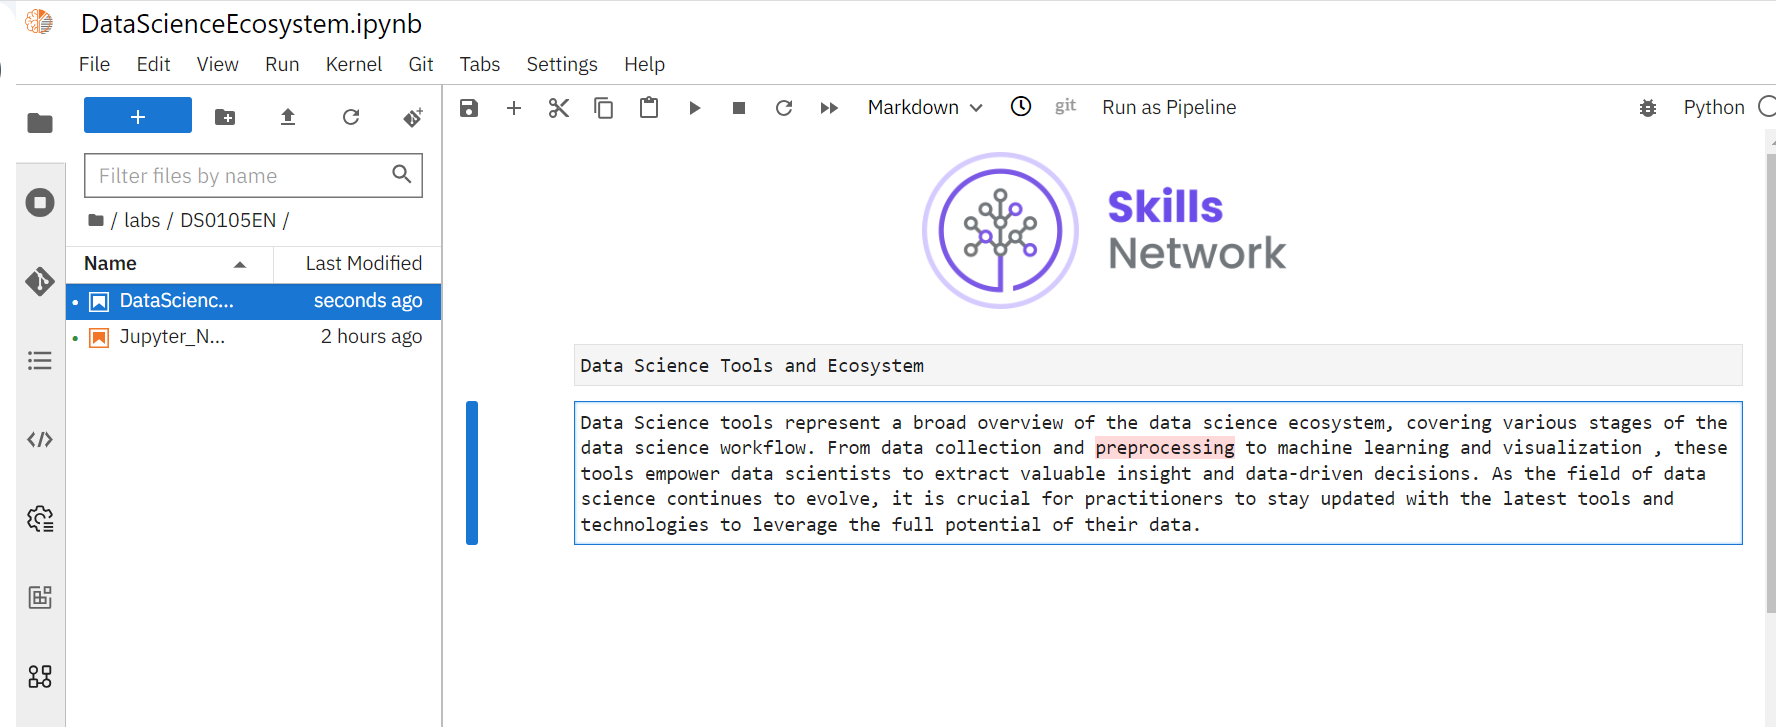 DataScienceEcosystem.ipynb
File Edit View Run Kernel Git Tabs Settings Help
Markdown git Run as Pipeline Python
Filter files by name
/ labs / DS0105EN /
Name Last Modified
DataScienc... seconds ago
Jupyter_N... 2 hours ago
Skills
Network
Data Science Tools and Ecosystem
Data Science tools represent a broad overview of the data science ecosystem, covering various stages of the
data science workflow. From data collection and preprocessing to machine learning and visualization , these
tools empower data scientists to extract valuable insight and data-driven decisions. As the field of data
science continues to evolve, it is crucial for practitioners to stay updated with the latest tools and
technologies to leverage the full potential of their data.